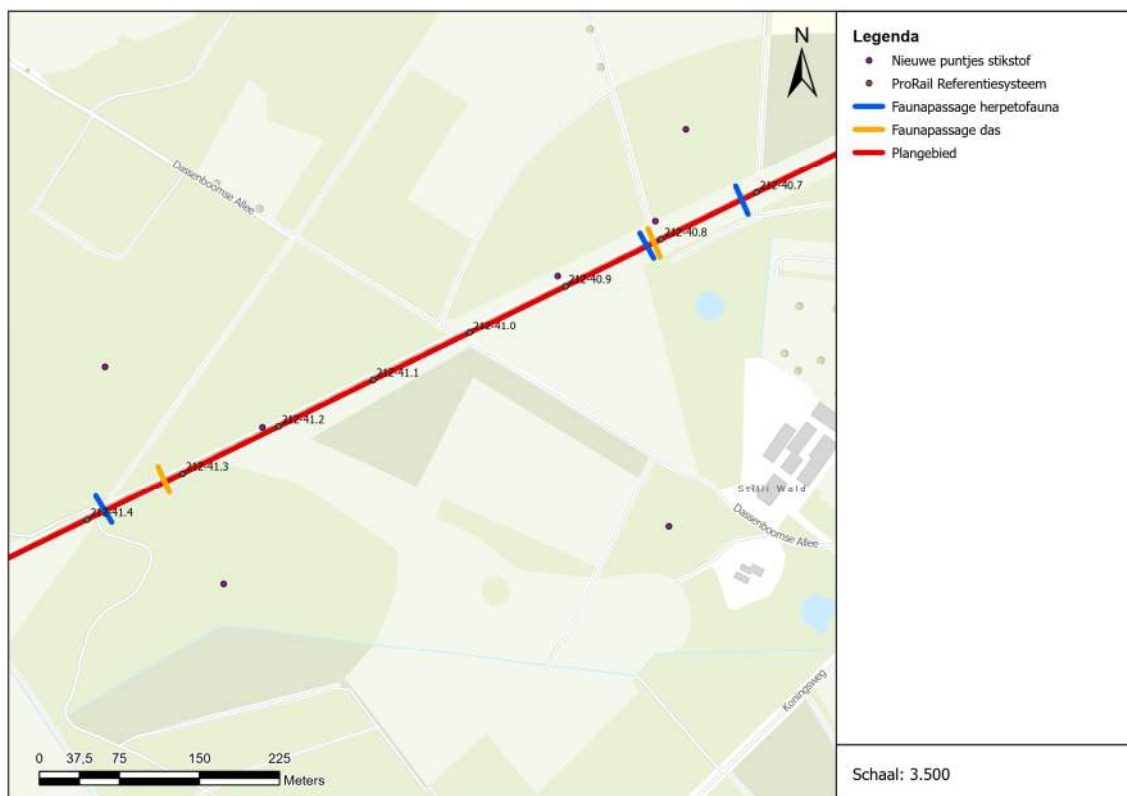 Legenda
Nieuwe puntjes stikstof
ProRail Referentiesysteem
Faunapassage herpetofauna
Faunapassage das
Plangebied
N
Dassenboomse Allee
212-40.7
212-40.8
212-40.9
212-41.0
212-41.1
212-41.2
212-41.3
212-41.4
Stilli Wald
Dassenboomse Allee
Koningsweg
0 37,5 75 150 225
Meters
Schaal: 3.500